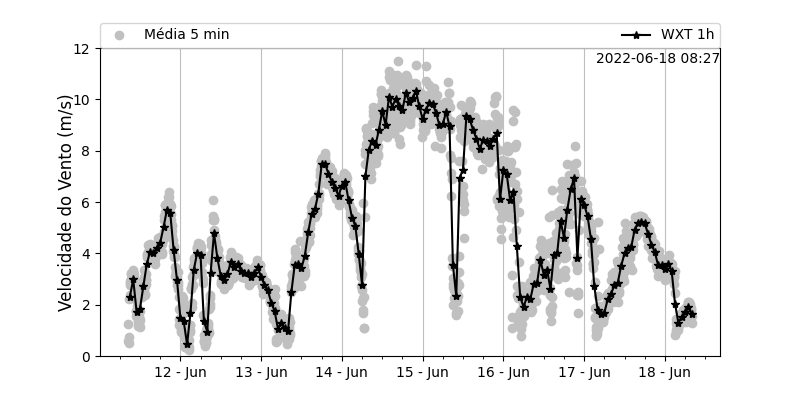 Média 5 min
WXT 1h
2022-06-18 08:27
Velocidade do Vento (m/s)
12
10
8
6
4
2
0
12 - Jun
13 - Jun
14 - Jun
15 - Jun
16 - Jun
17 - Jun
18 - Jun